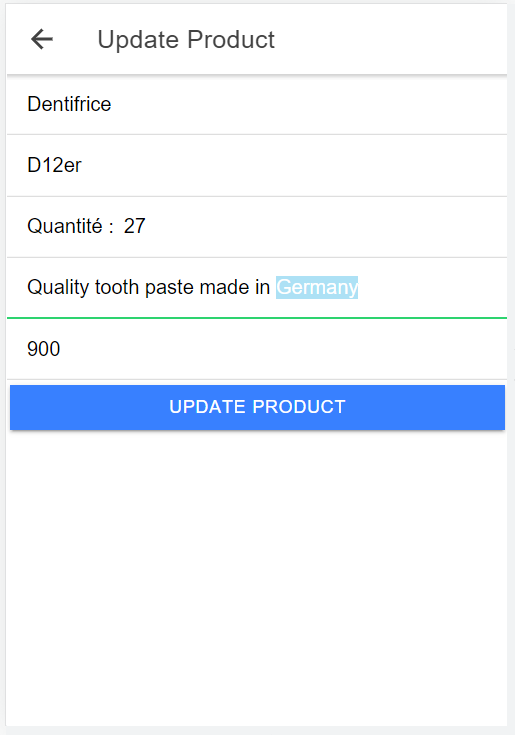 Update Product
Dentifrice
D12er
Quantité : 27
Quality tooth paste made in Germany
900
UPDATE PRODUCT